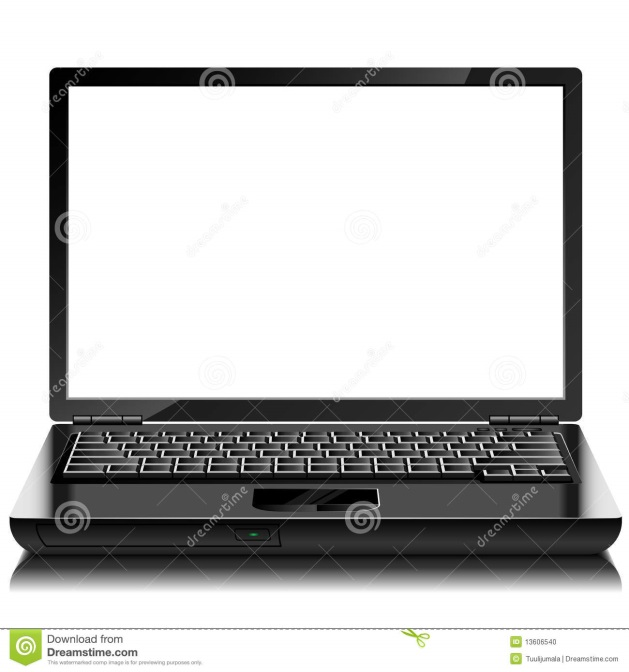 dreamstime
dreamstime
dreamstime
dreamstime
dreamstime
dreamstime
dreamstime
dreamstime
Download from
Dreamstime.com
This watermarked comp image is for previewing purposes only.
13606540
Tuulijumala | Dreamstime.com